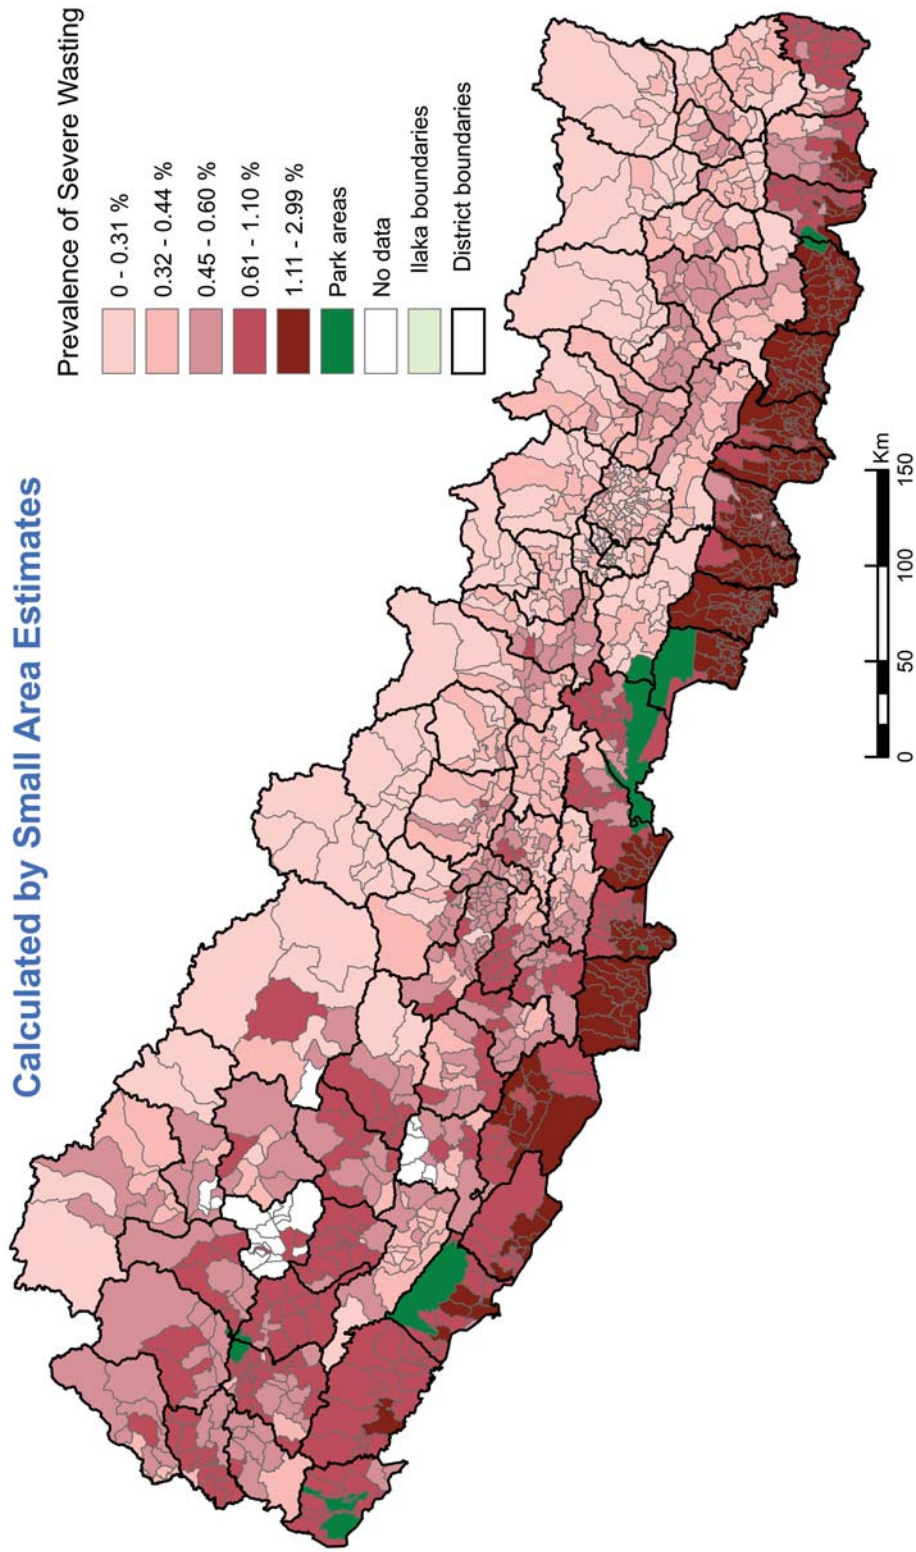 Calculated by Small Area Estimates
Prevalence of Severe Wasting
0 - 0.31 %
0.32 - 0.44 %
0.45 - 0.60 %
0.61 - 1.10 %
1.11 - 2.99 %
Park areas
No data
Ilaka boundaries
District boundaries
0 50 100 150 Km